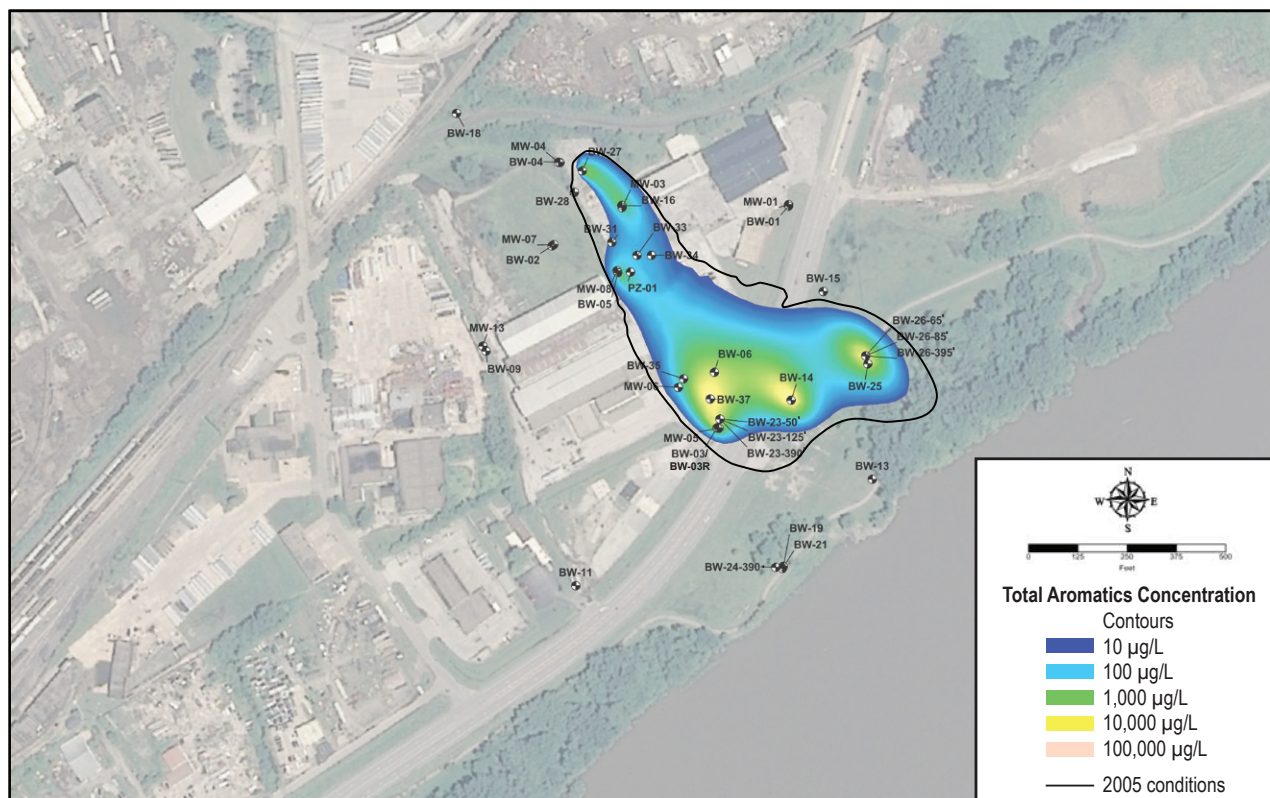 BW-18
MW-04
BW-04
BW-27
MW-03
BW-16
BW-28
MW-01
BW-01
BW-31
BW-33
BW-34
MW-07
BW-02
MW-08
BW-05
PZ-01
BW-15
MW-13
BW-09
BW-26-65'
BW-26-85'
BW-26-395'
BW-25
BW-06
BW-35
MW-06
BW-14
BW-37
BW-23-50'
BW-23-125'
BW-23-390'
MW-05
BW-03/
BW-03R
BW-13
BW-19
BW-21
BW-24-390'
BW-11
N
W E
S
0 125 250 375 500
Feet
Total Aromatics Concentration
Contours
10 µg/L
100 µg/L
1,000 µg/L
10,000 µg/L
100,000 µg/L
2005 conditions